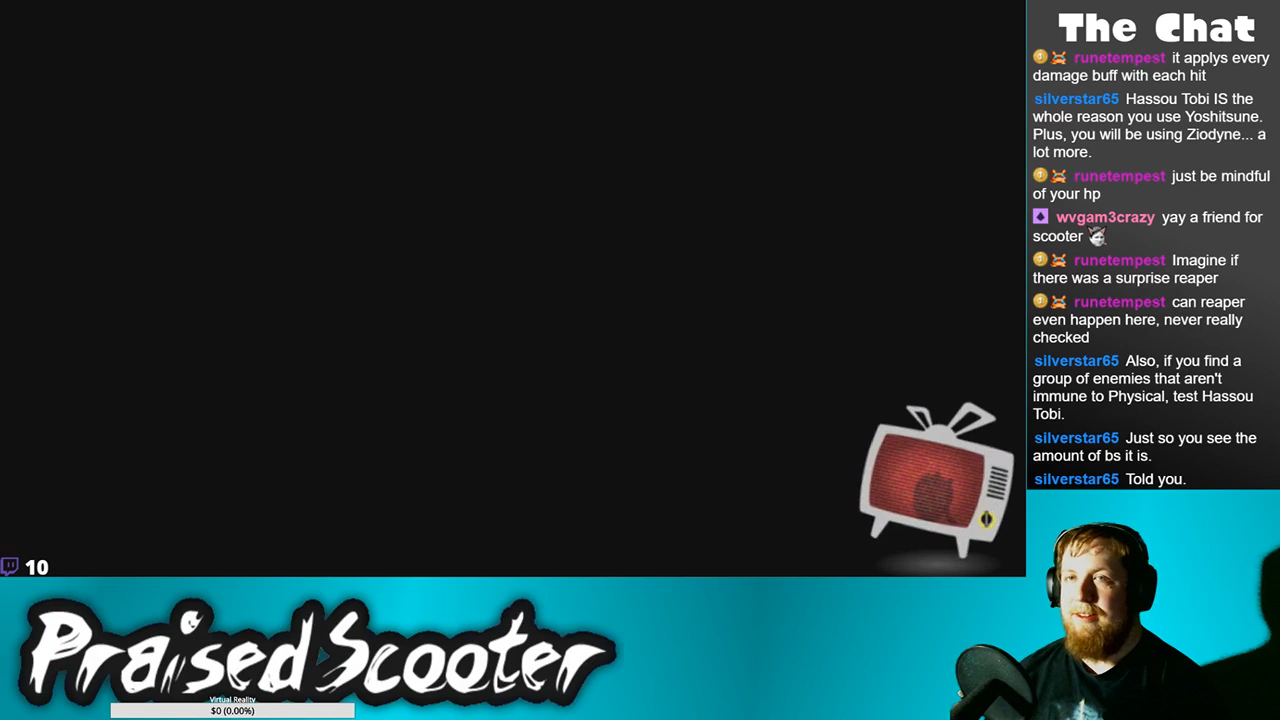 The Chat
runetempest it applys every
damage buff with each hit
silverstar65 Hassou Tobi IS the
whole reason you use Yoshitsune.
Plus, you will be using Ziodyne... a
lot more.
runetempest just be mindful
of your hp
wvgam3crazy yay a friend for
scooter
runetempest Imagine if
there was a surprise reaper
runetempest can reaper
even happen here, never really
checked
silverstar65 Also, if you find a
group of enemies that aren't
immune to Physical, test Hassou
Tobi.
silverstar65 Just so you see the
amount of bs it is.
silverstar65 Told you.
10
PraisedScooter
Virtual Reality
$0 (0.00%)